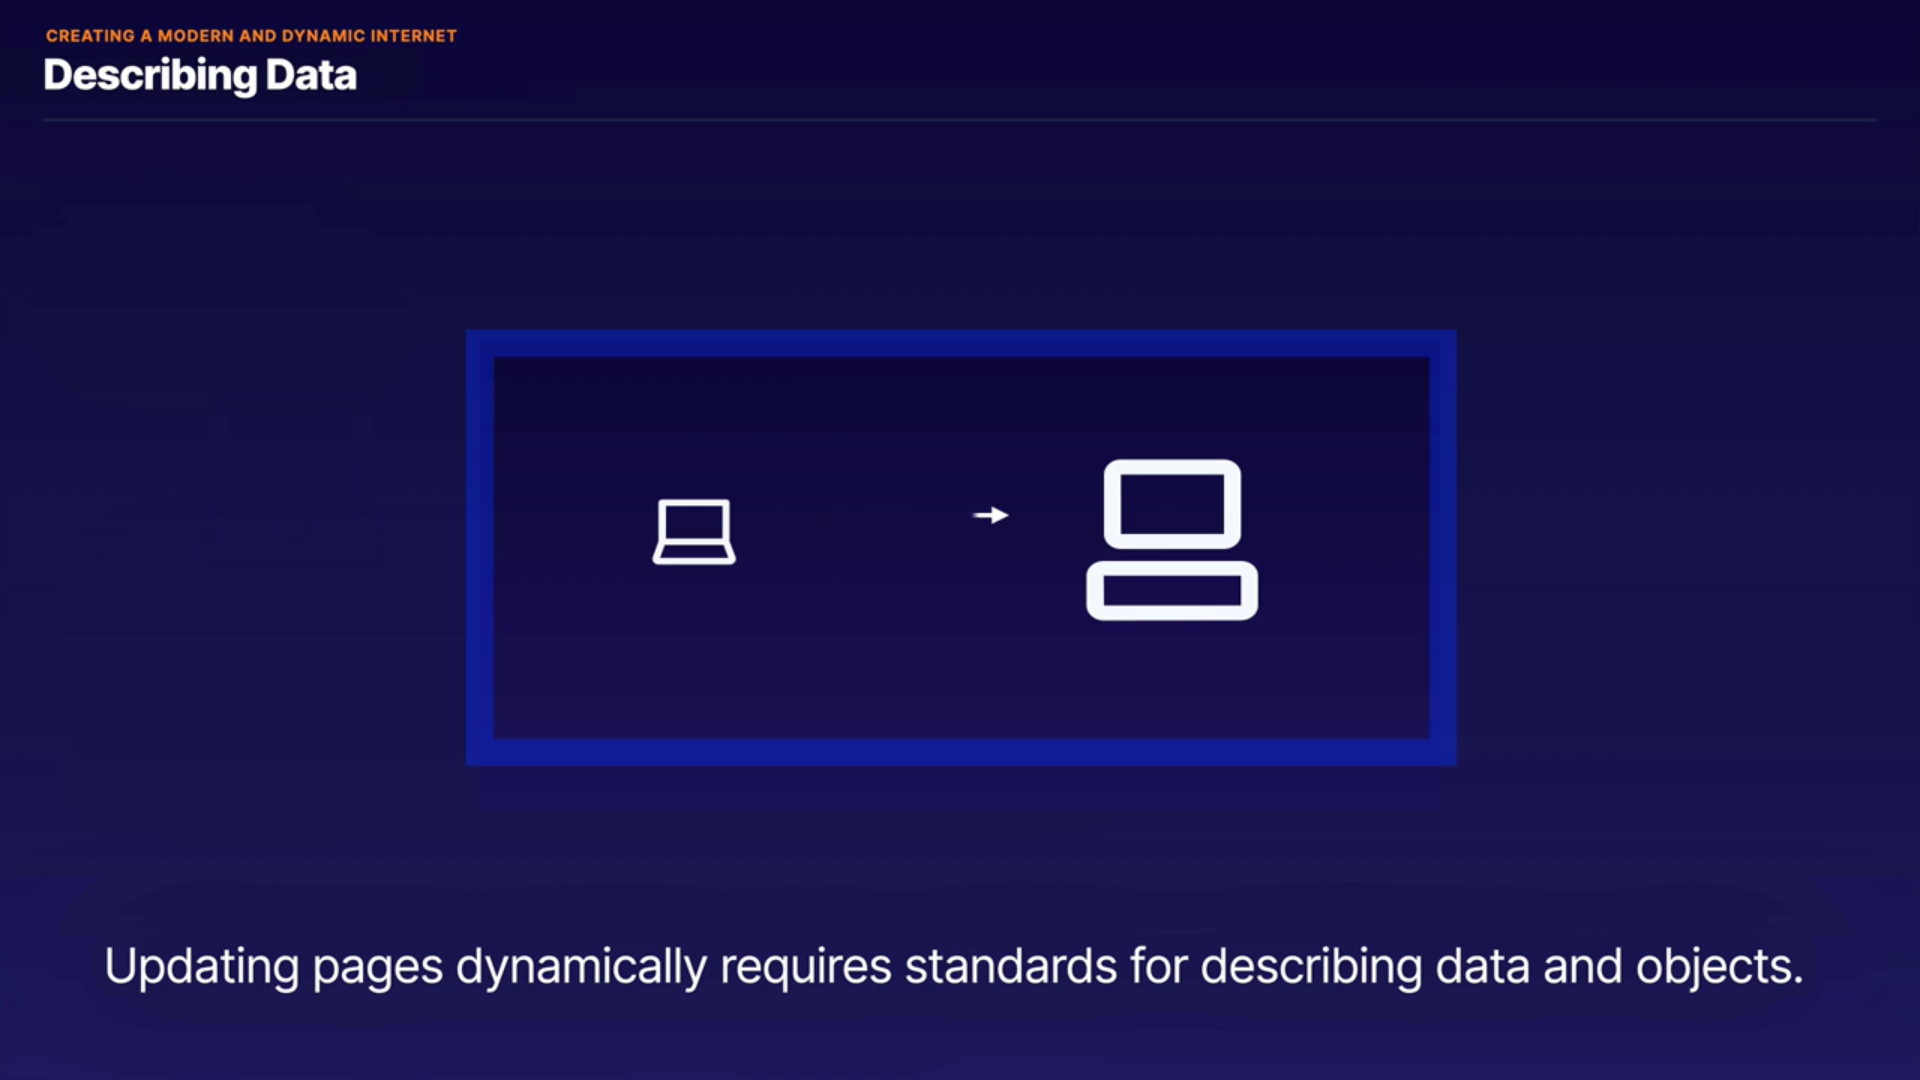 CREATING A MODERN AND DYNAMIC INTERNET
Describing Data
Updating pages dynamically requires standards for describing data and objects.